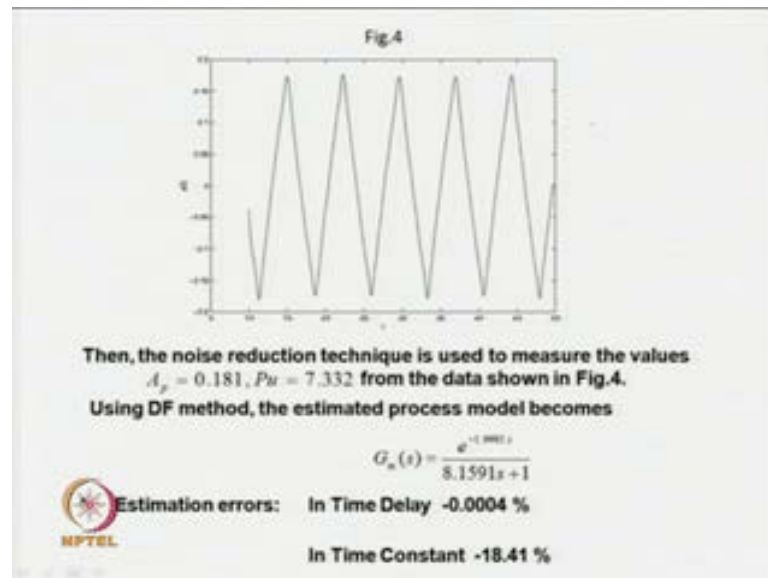 Fig.4
Then, the noise reduction technique is used to measure the values
A_p = 0.181, Pu = 7.332 from the data shown in Fig.4.
Using DF method, the estimated process model becomes
G_m(s) = e / 8.1591s + 1
Estimation errors: In Time Delay -0.0004 %
NPTEL
In Time Constant -18.41 %